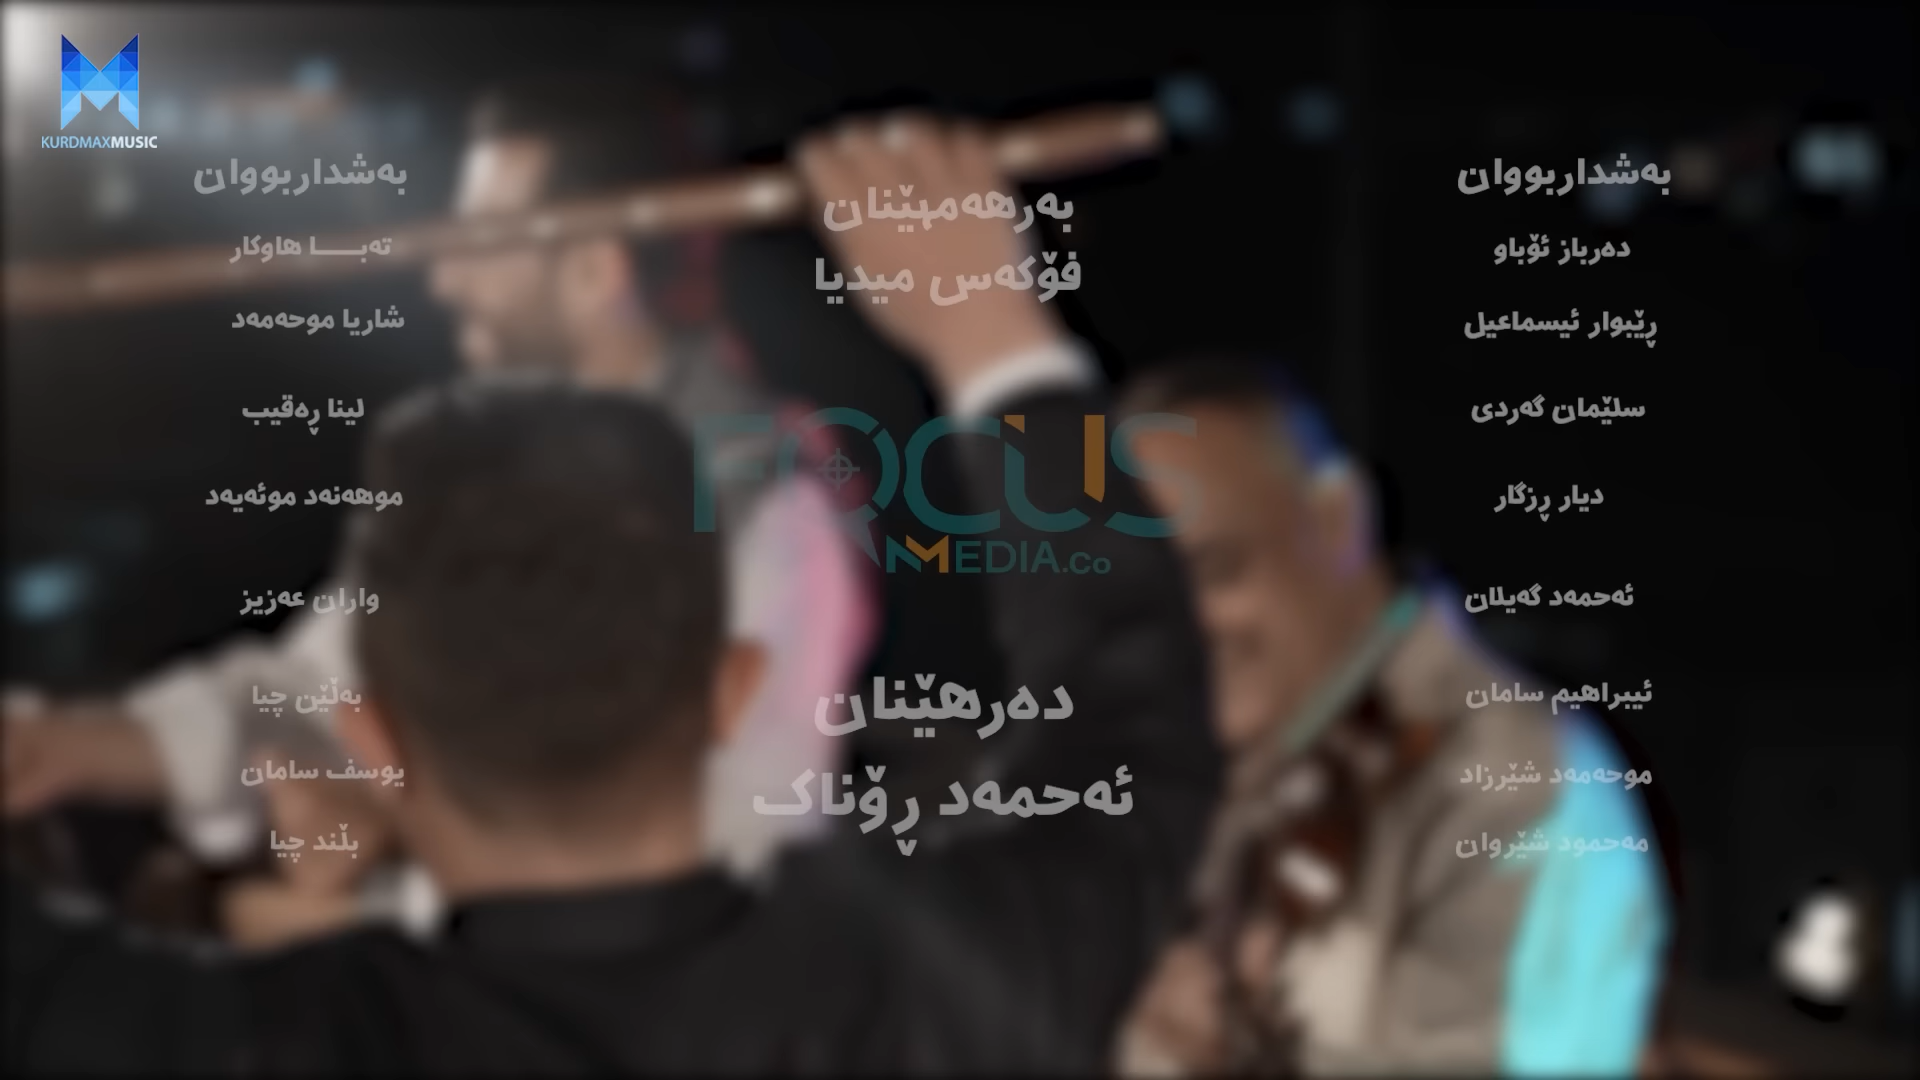 KURDMAXMUSIC
بەشداربووان
دەرباز ئۆباو
ڕێبوار ئیسماعیل
سلێمان گەردی
دیار ڕزگار
ئەحمەد گەیلان
ئیبراهیم سامان
موحەمەد شێرزاد
مەحمود شێروان
بەرهەمهێنان
فۆکەس میدیا
FOCUS
MEDIA.Co
دەرهێنان
ئەحمەد ڕۆناک
بەشداربووان
تەبـــا هاوکار
شاریا موحەمەد
لینا ڕەقیب
موهەنەد موئەیەد
واران عەزیز
بەڵێن چیا
یوسف سامان
بڵند چیا